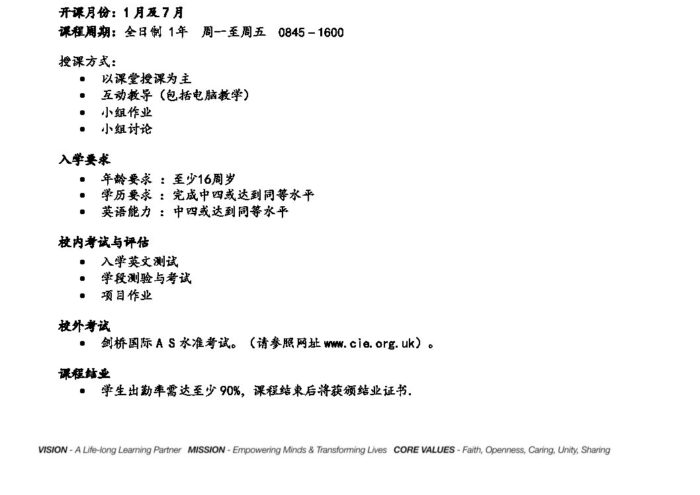 开课月份：1月及7月
课程周期：全日制 1年 周一至周五 0845 – 1600
授课方式：
• 以课堂授课为主
• 互动教导（包括电脑教学）
• 小组作业
• 小组讨论
入学要求
• 年龄要求 ：至少16周岁
• 学历要求 ：完成中四或达到同等水平
• 英语能力 ：中四或达到同等水平
校内考试与评估
• 入学英文测试
• 学段测验与考试
• 项目作业
校外考试
• 剑桥国际 A S 水准考试。（请参照网址 www.cie.org.uk）。
课程结业
• 学生出勤率需达至少 90%，课程结束后将获颁结业证书.
VISION - A Life-long Learning Partner MISSION - Empowering Minds & Transforming Lives CORE VALUES - Faith, Openness, Caring, Unity, Sharing